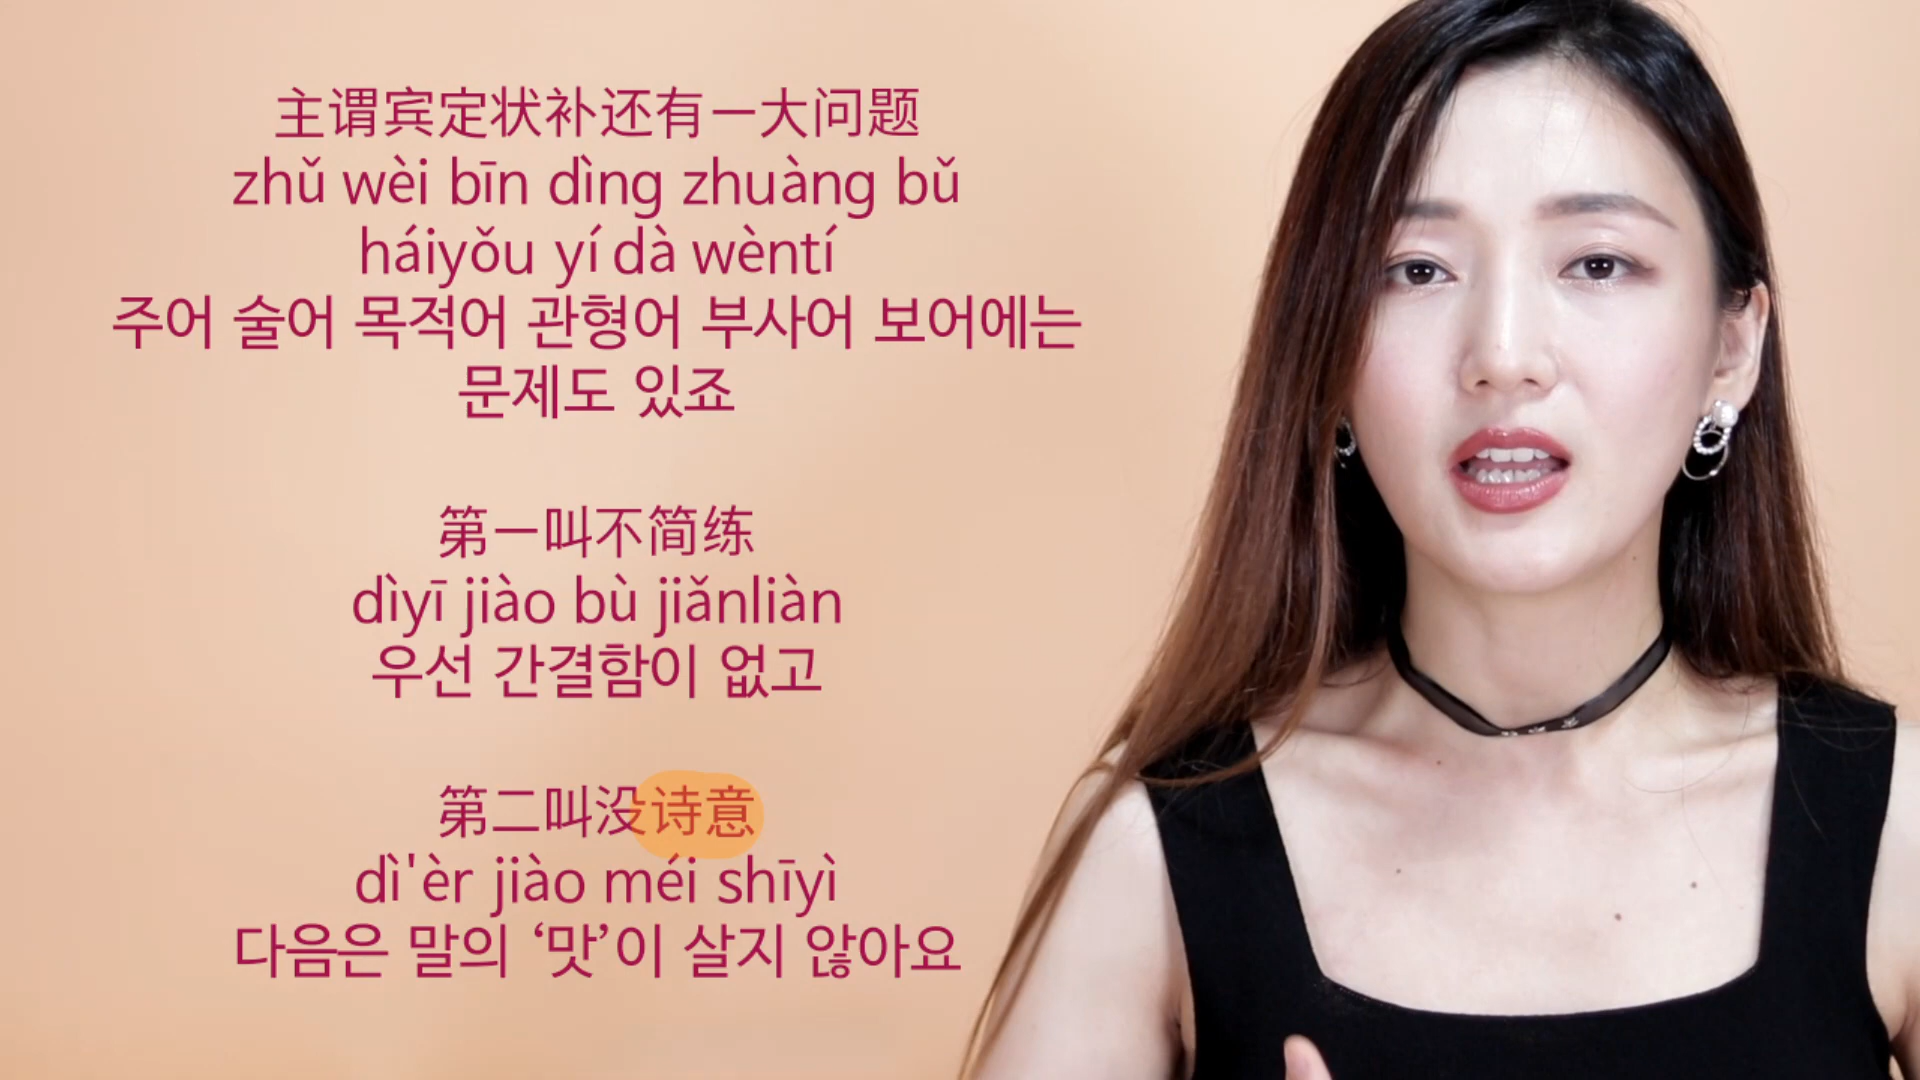 主谓宾定状补还有一大问题
zhǔ wèi bīn dìng zhuàng bǔ
háiyǒu yí dà wèntí
주어 술어 목적어 관형어 부사어 보어에는
문제도 있죠
第一叫不简练
dìyī jiào bù jiǎnliàn
우선 간결함이 없고
第二叫没诗意
dì'èr jiào méi shīyì
다음은 말의 ‘맛’이 살지 않아요